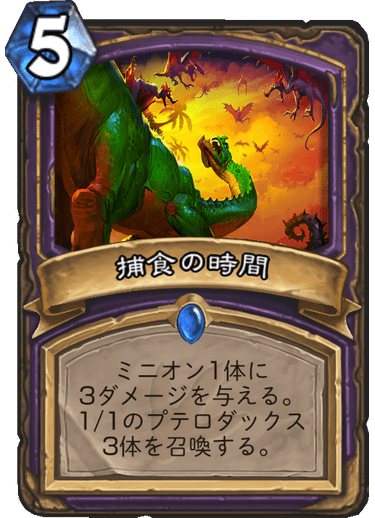 5
捕食の時間
ミニオン1体に
3ダメージを与える。
1/1のプテロダックス
3体を召喚する。